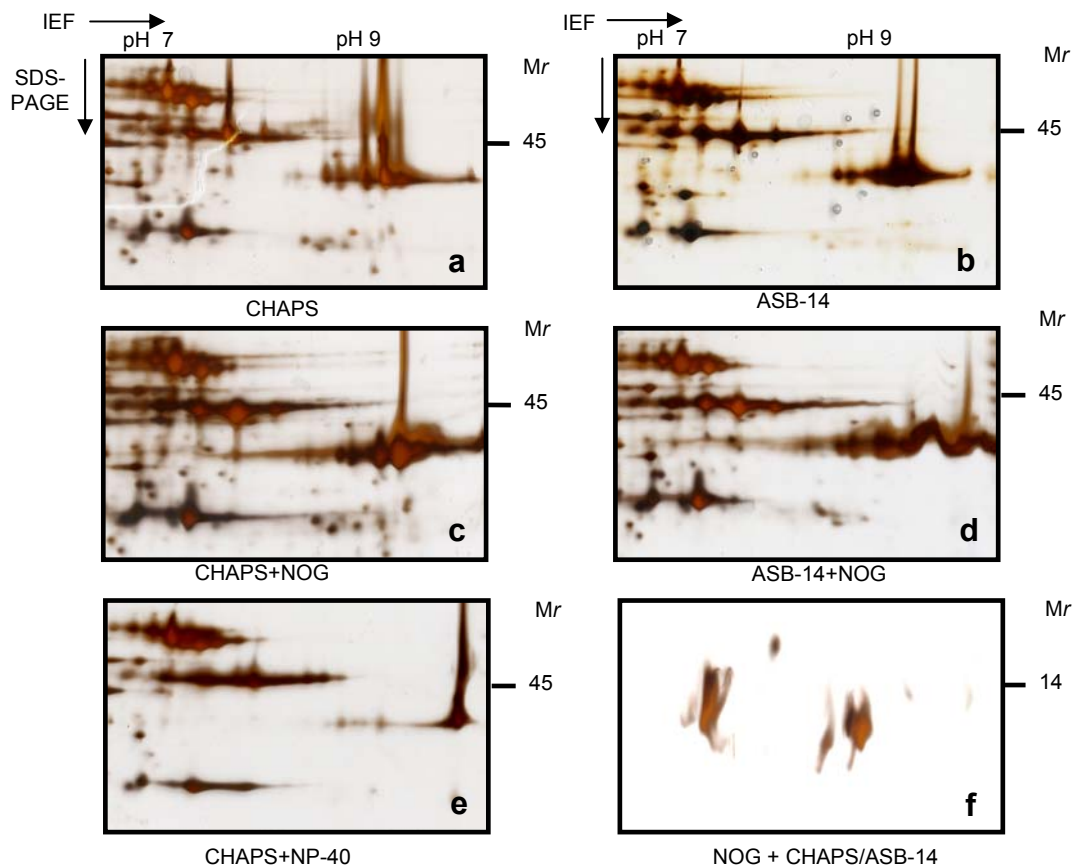 IEF
pH 7
pH 9
SDS-
PAGE
Mr
45
a
CHAPS
IEF
pH 7
pH 9
Mr
45
b
ASB-14
Mr
45
c
CHAPS+NOG
Mr
45
d
ASB-14+NOG
Mr
45
e
CHAPS+NP-40
Mr
14
f
NOG + CHAPS/ASB-14